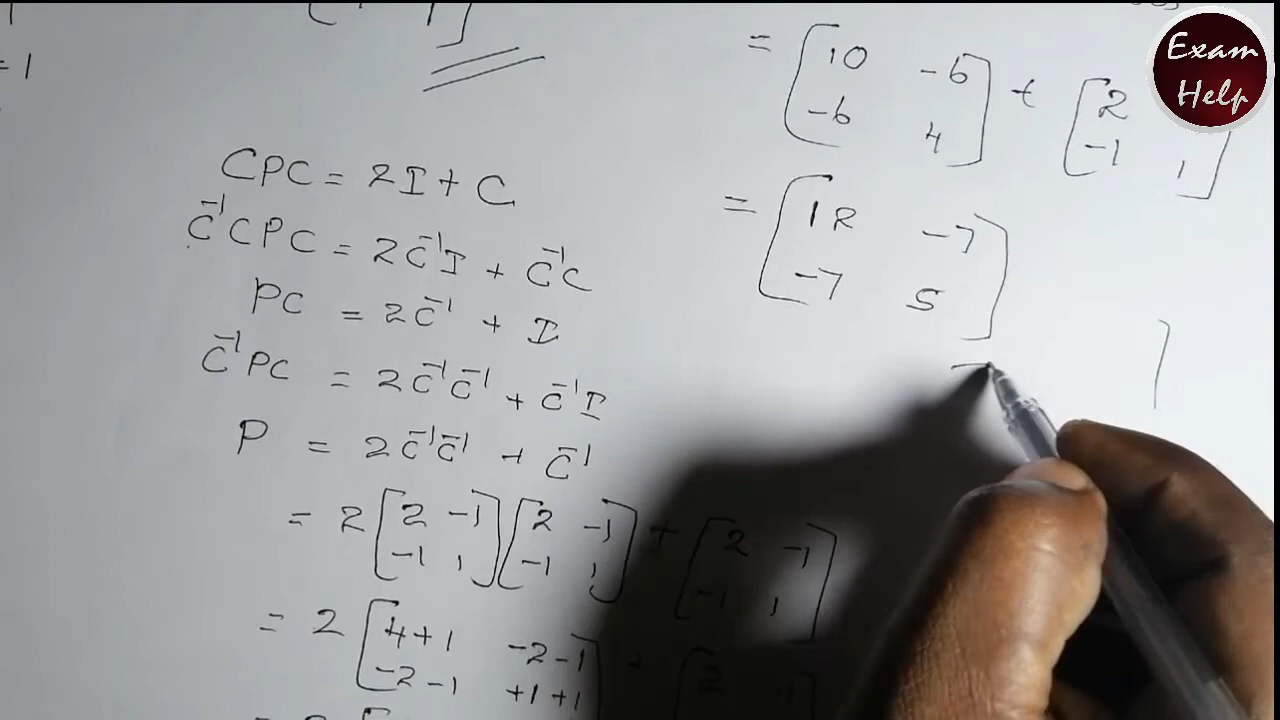 = 1
CPC = 2I + C
C⁻¹CPC = 2C⁻¹I + C⁻¹C
PC = 2C⁻¹ + I
C⁻¹PC = 2C⁻¹C⁻¹ + C⁻¹I
P = 2C⁻¹C⁻¹ + C⁻¹
= 2 [2 -1] [2 -1] + [2 -1]
[-1 1] [-1 1] [-1 1]
= 2 [4+1 -2-1] + [2 -1]
[-2-1 +1+1]
= [10 -6] + [2
[-6 4] [-1 1]
= [12 -7]
[-7 5]
Exam
Help